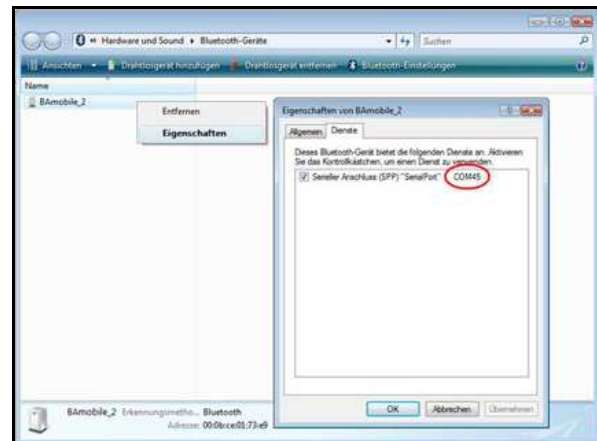 « Hardware und Sound ▸ Bluetooth-Geräte
Suchen
Ansichten
Drahtlosgerät hinzufügen
Drahtlosgerät entfernen
Bluetooth-Einstellungen
Name
BAmobile_2
Entfernen
Eigenschaften
Eigenschaften von BAmobile_2
Allgemein
Dienste
Dieses Bluetooth-Gerät bietet die folgenden Dienste an. Aktivieren
Sie das Kontrollkästchen, um einen Dienst zu verwenden.
Serieller Anschluss (SPP) "SerialPort" COM45
OK
Abbrechen
Übernehmen
BAmobile_2 Erkennungsmetho... Bluetooth
Adresse: 00:0b:ce:01:73:e9